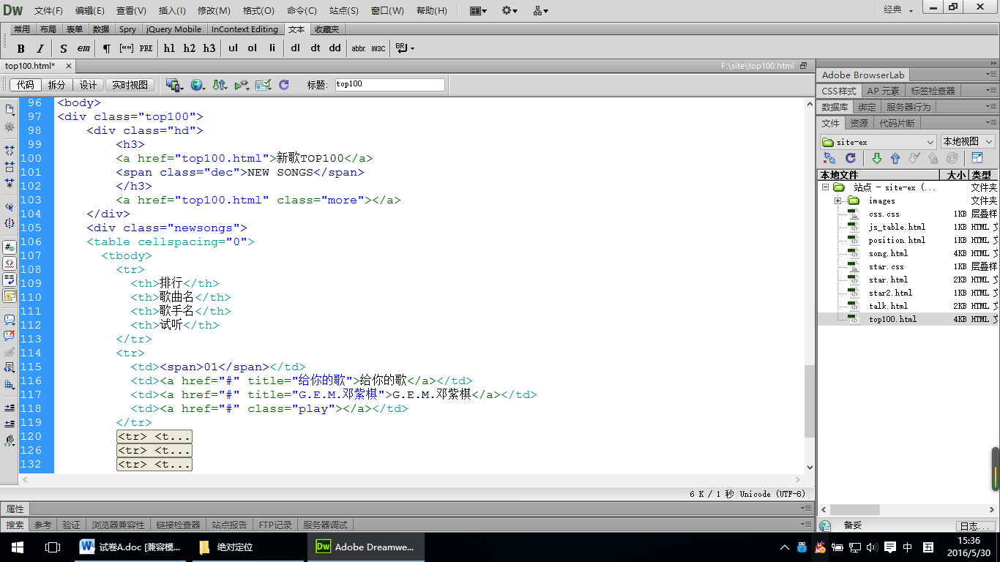 Dw 文件(F) 编辑(E) 查看(V) 插入(I) 修改(M) 格式(O) 命令(C) 站点(S) 窗口(W) 帮助(H) 经典
常用 布局 表单 数据 Spry jQuery Mobile InContext Editing 文本 收藏夹
B I S em ¶ [""] PRE h1 h2 h3 ul ol li dl dt dd abbr. W3C BR
top100.html* F:\site\top100.html
代码 拆分 设计 实时视图 标题: top100
96 <body>
97 <div class="top100">
98 <div class="hd">
99 <h3>
100 <a href="top100.html">新歌TOP100</a>
101 <span class="dec">NEW SONGS</span>
102 </h3>
103 <a href="top100.html" class="more"></a>
104 </div>
105 <div class="newsongs">
106 <table cellspacing="0">
107 <tbody>
108 <tr>
109 <th>排行</th>
110 <th>歌曲名</th>
111 <th>歌手名</th>
112 <th>试听</th>
113 </tr>
114 <tr>
115 <td><span>01</span></td>
116 <td><a href="#" title="给你的歌">给你的歌</a></td>
117 <td><a href="#" title="G.E.M.邓紫棋">G.E.M.邓紫棋</a></td>
118 <td><a href="#" class="play"></a></td>
119 </tr>
120 <tr> <t...
126 <tr> <t...
132 <tr> <t...
6 K / 1 秒 Unicode (UTF-8)
属性
搜索 参考 验证 浏览器兼容性 链接检查器 站点报告 FTP记录 服务器调试
Adobe BrowserLab
CSS样式 AP 元素 标签检查器
数据库 绑定 服务器行为
文件 资源 代码片断
site-ex 本地视图
本地文件 大小 类型
站点 - site-ex (... 文件夹
images 文件夹
css.css 1KB 层叠样
js_table.html 1KB HTML
position.html 1KB HTML
song.html 4KB HTML
star.css 1KB 层叠样
star.html 2KB HTML
star2.html 1KB HTML
talk.html 2KB HTML
top100.html 4KB HTML
备妥 日志...
试卷A.doc [兼容模... 绝对定位 Dw Adobe Dreamwe... 中 五 15:36
2016/5/30